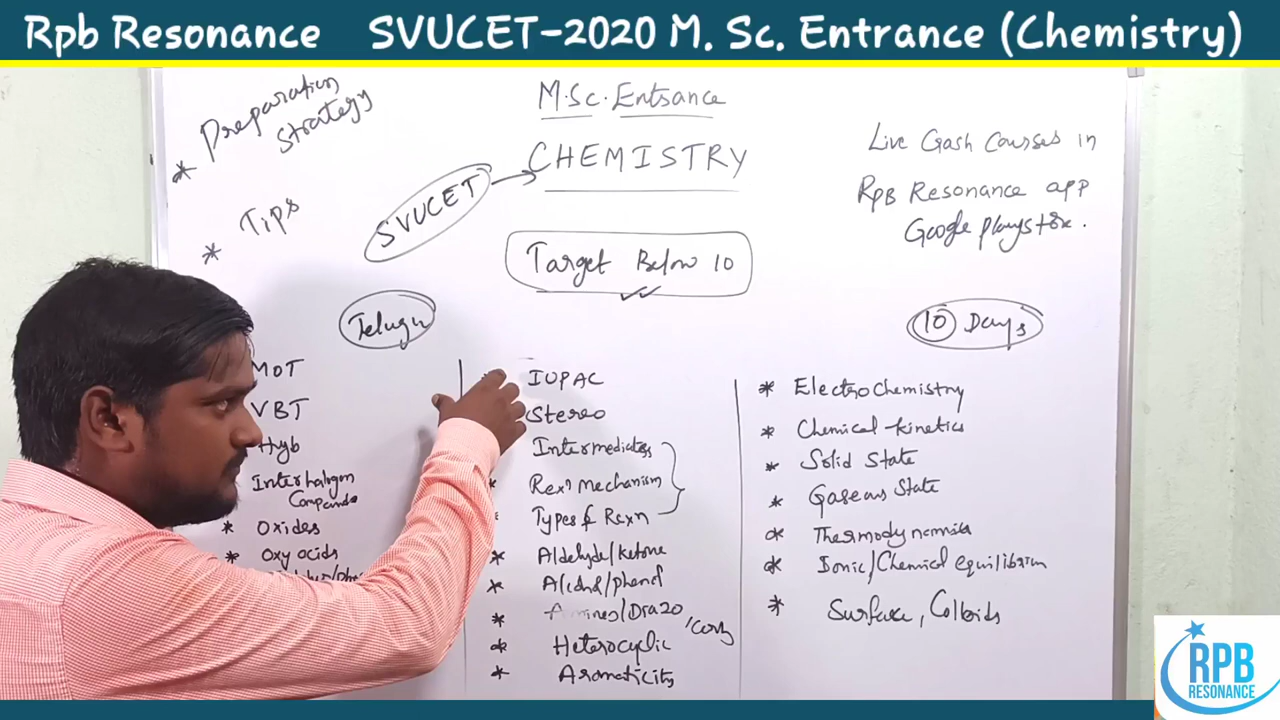 Rpb Resonance SVUCET-2020 M. Sc. Entrance (Chemistry)
* Preparation
Strategy
* Tips
M.Sc. Entrance
SVUCET → CHEMISTRY
Target Below 10
Live Crash Courses in
RPB Resonance app
Google playstore.
Telugu
10 Days
MOT
VBT
Hyb
Interhalogen
Compounds
* Oxides
* Oxyacids
IUPAC
Stereo
Intermediates
* Rexn mechanism
* Types of Rexn
* Aldehyde/ketone
* Alcohol/phenol
* Amines/Diazo
* Heterocyclic
* Aromaticity
* ElectroChemistry
* Chemical kinetics
* Solid State
* Gaseous State
* Thermodynamics
* Ionic/Chemical equilibrium
* Surface, Colloids
RPB
RESONANCE